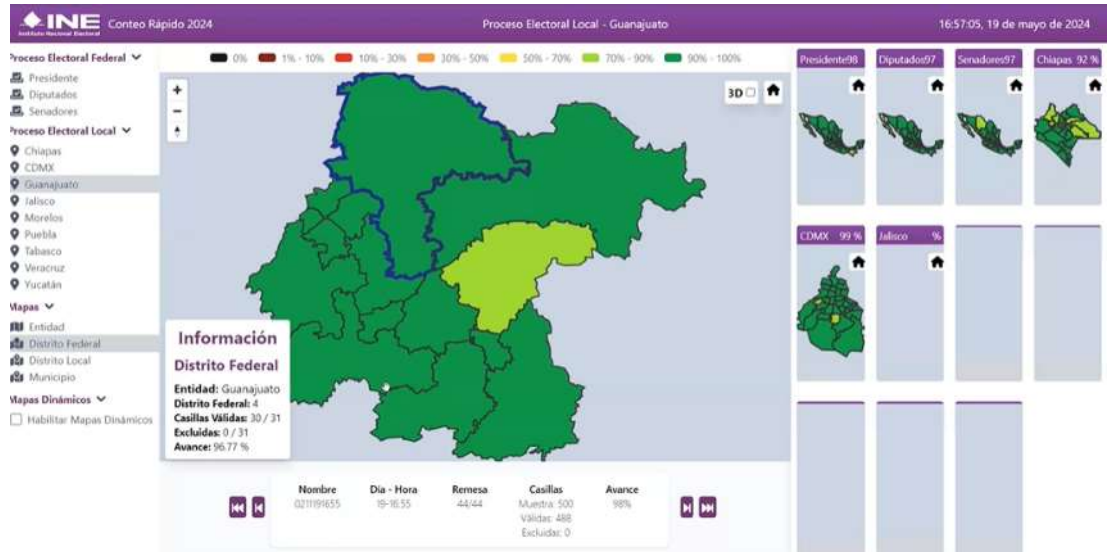 INE
Instituto Nacional Electoral
Conteo Rápido 2024
Proceso Electoral Local - Guanajuato
16:57:05, 19 de mayo de 2024
Proceso Electoral Federal
Presidente
Diputados
Senadores
Proceso Electoral Local
Chiapas
CDMX
Guanajuato
Jalisco
Morelos
Puebla
Tabasco
Veracruz
Yucatán
Mapas
Entidad
Distrito Federal
Distrito Local
Municipio
Mapas Dinámicos
Habilitar Mapas Dinámicos
0% 1% - 10% 10% - 30% 30% - 50% 50% - 70% 70% - 90% 90% - 100%
+
−
3D
Información
Distrito Federal
Entidad: Guanajuato
Distrito Federal: 4
Casillas Válidas: 30 / 31
Excluidas: 0 / 31
Avance: 96.77 %
Nombre Día - Hora Remesa Casillas Avance
0211191655 19-16:55 44/44 Muestra: 500 98%
Válidas: 488
Excluidas: 0
Presidente98 Diputados97 Senadores97 Chiapas 92 %
CDMX 99 % Jalisco %